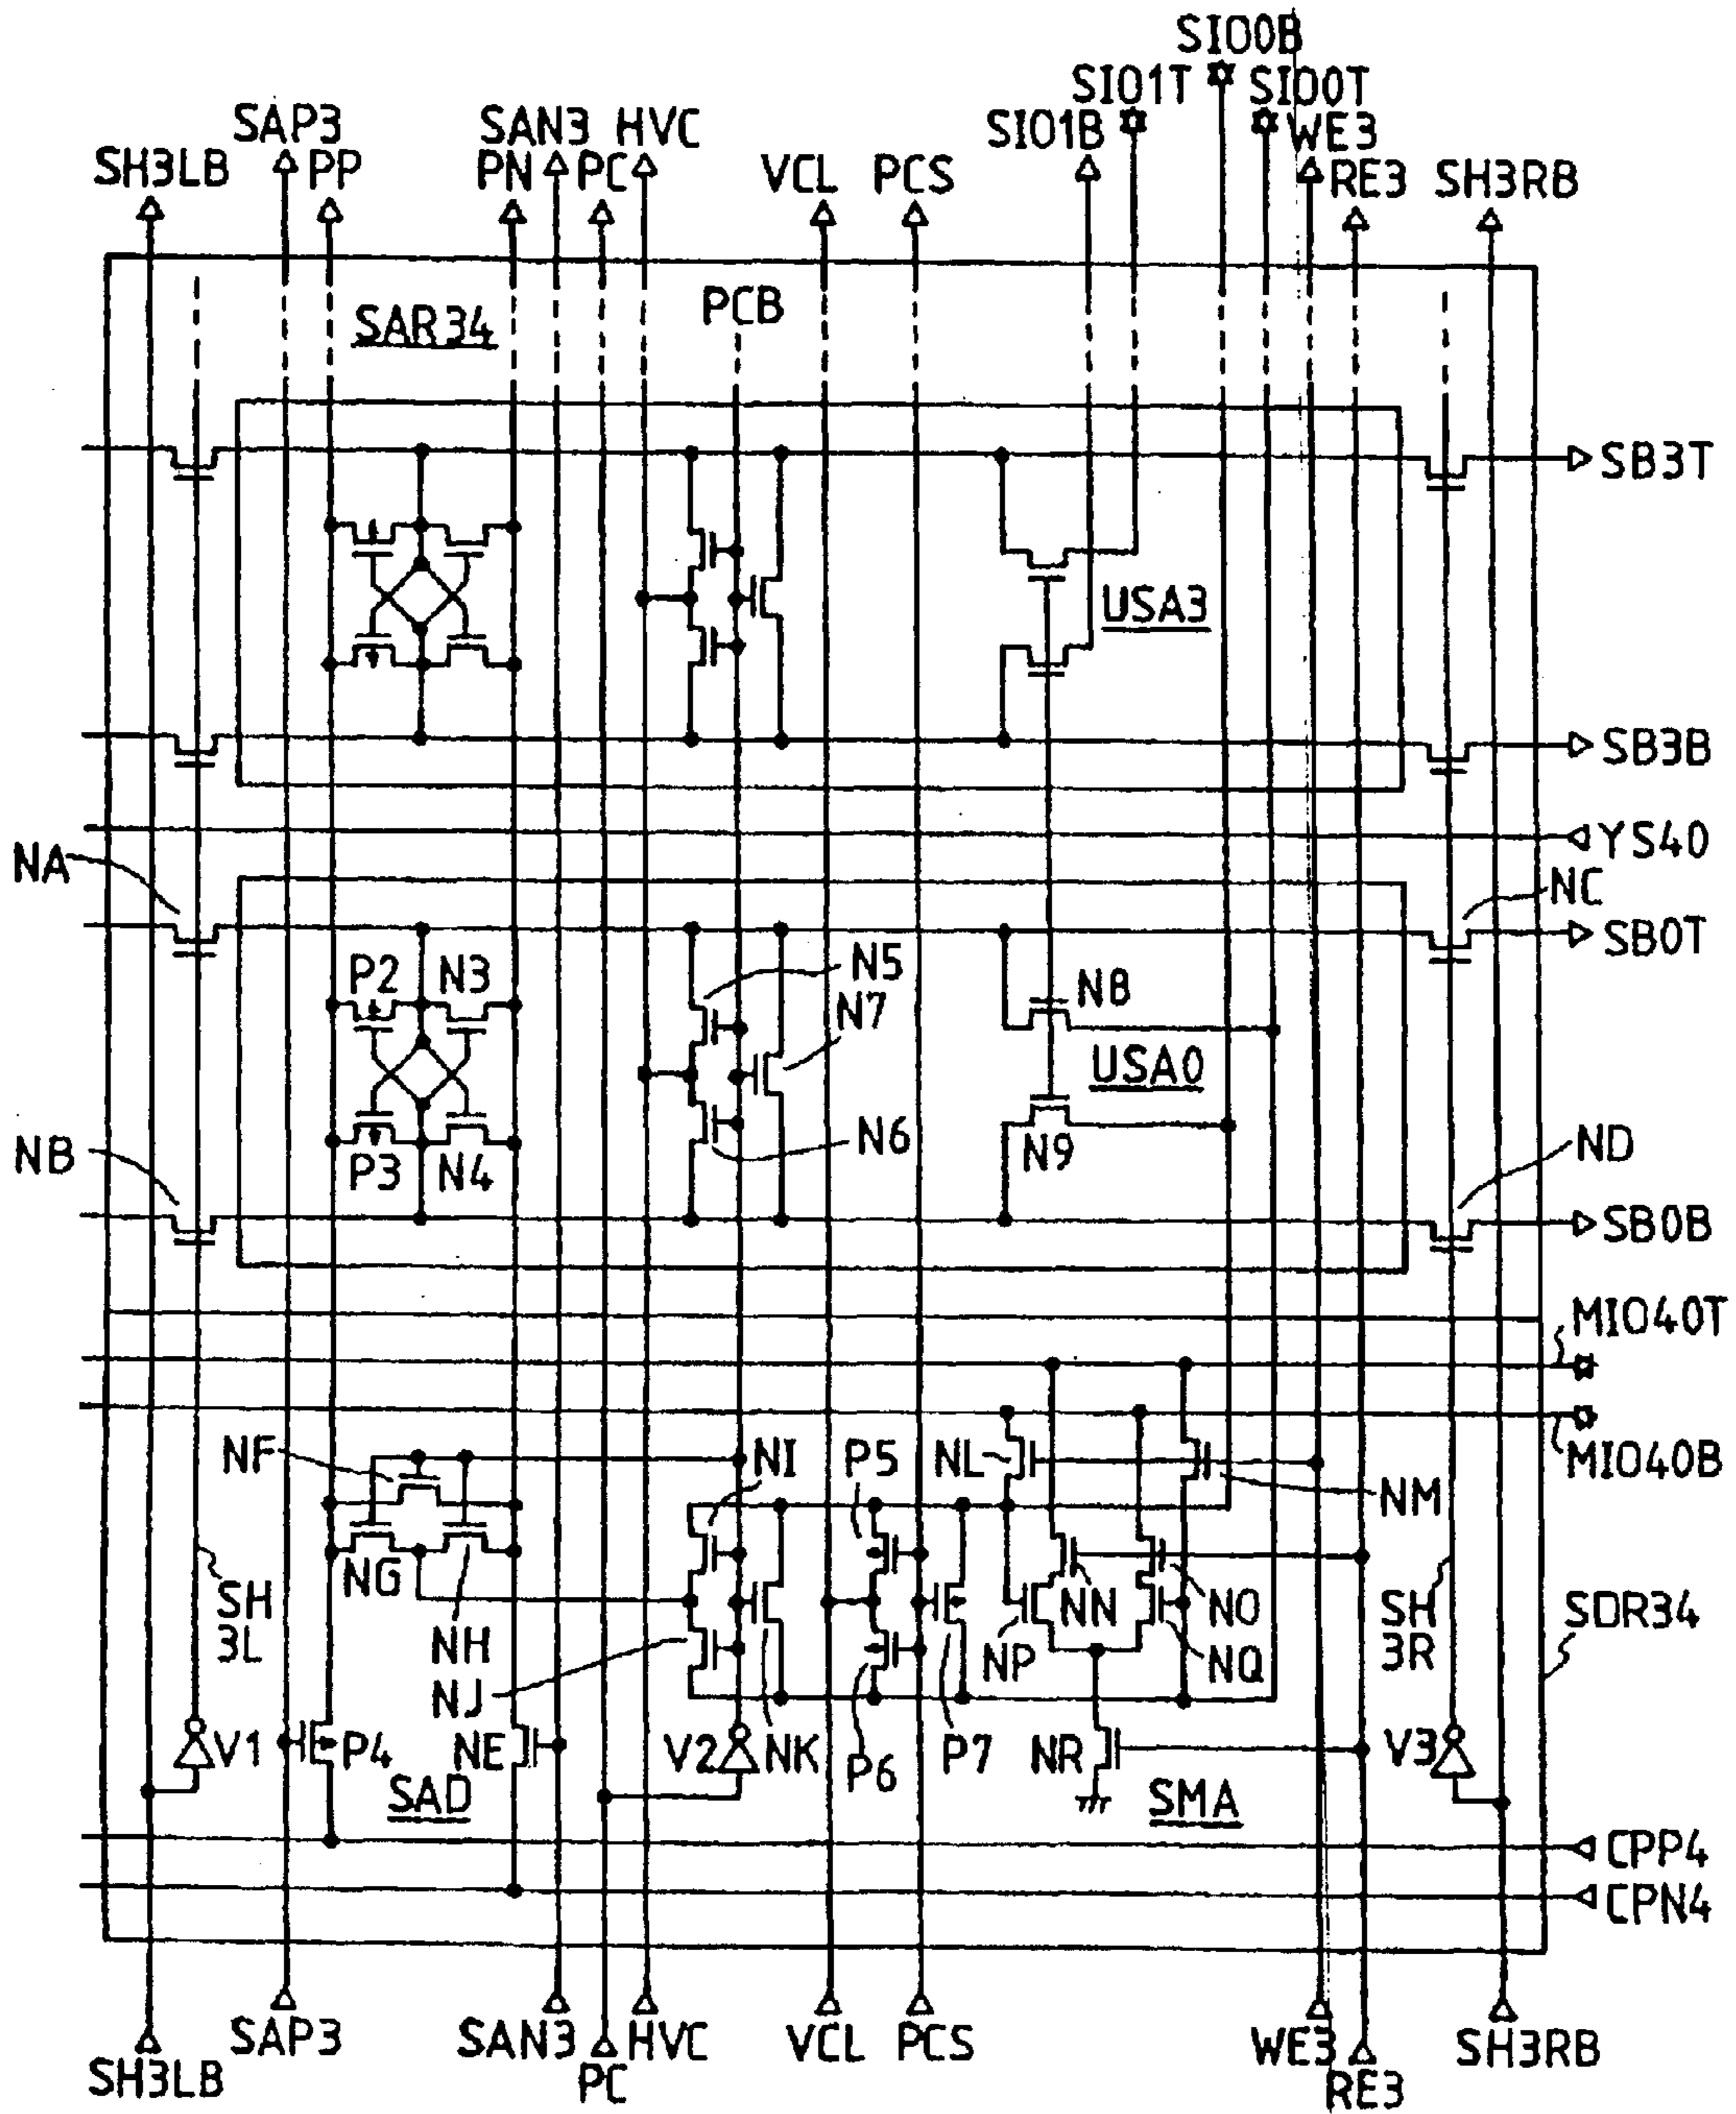 SIO0B
SIO1T SIO0T
SAP3 SAN3 HVC SIO1B WE3
SH3LB PP PN PC VCL PCS RE3 SH3RB
SAR34 PCB
SB3T
USA3
SB3B
YS40
NA NC
SB0T
P2 N3 N5 N8
N7
USA0
NB P3 N4 N6 N9 ND
SB0B
MIO40T
NF NI P5 NL MIO40B
NM
NG SH NN NO SH SDR34
3L NH NP NQ 3R
NJ
V1 P4 NE V2 NK P6 P7 NR V3
SAD SMA
CPP4
CPN4
SAP3 SAN3 HVC VCL PCS WE3 SH3RB
SH3LB PC RE3